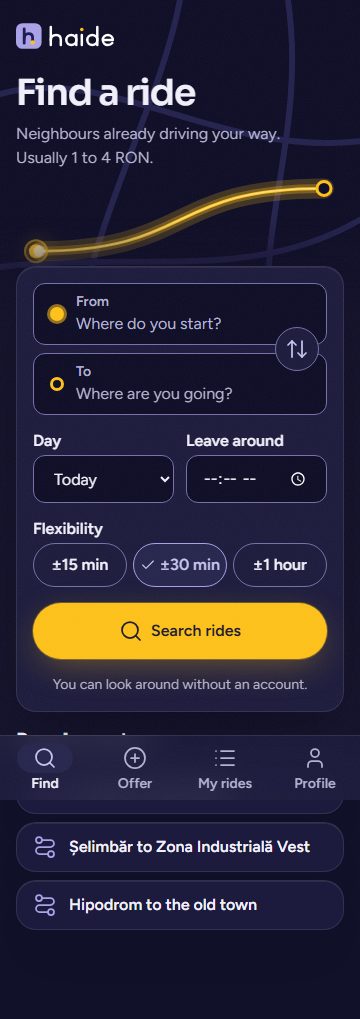 haide
Find a ride
Neighbours already driving your way.
Usually 1 to 4 RON.
From
Where do you start?
To
Where are you going?
Day
Leave around
Today
--:-- --
Flexibility
±15 min
±30 min
±1 hour
Search rides
You can look around without an account.
Find
Offer
My rides
Profile
Șelimbăr to Zona Industrială Vest
Hipodrom to the old town